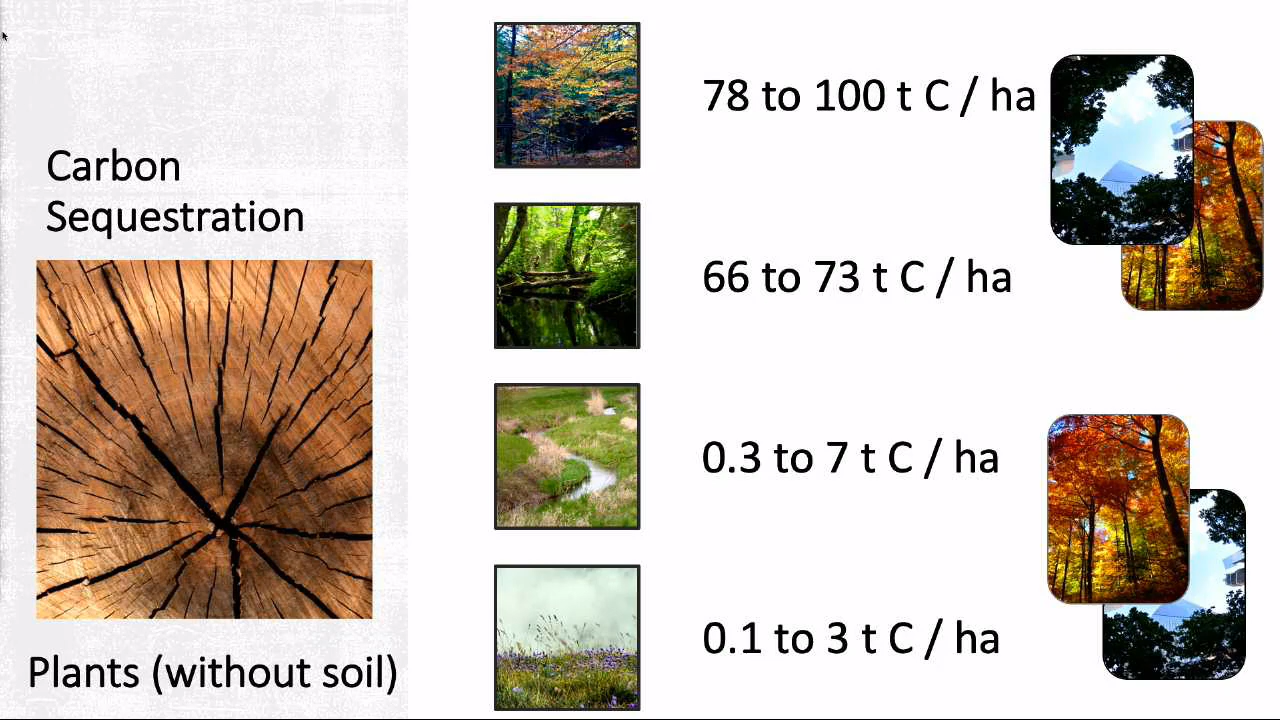 Carbon
Sequestration
Plants (without soil)
78 to 100 t C / ha
66 to 73 t C / ha
0.3 to 7 t C / ha
0.1 to 3 t C / ha